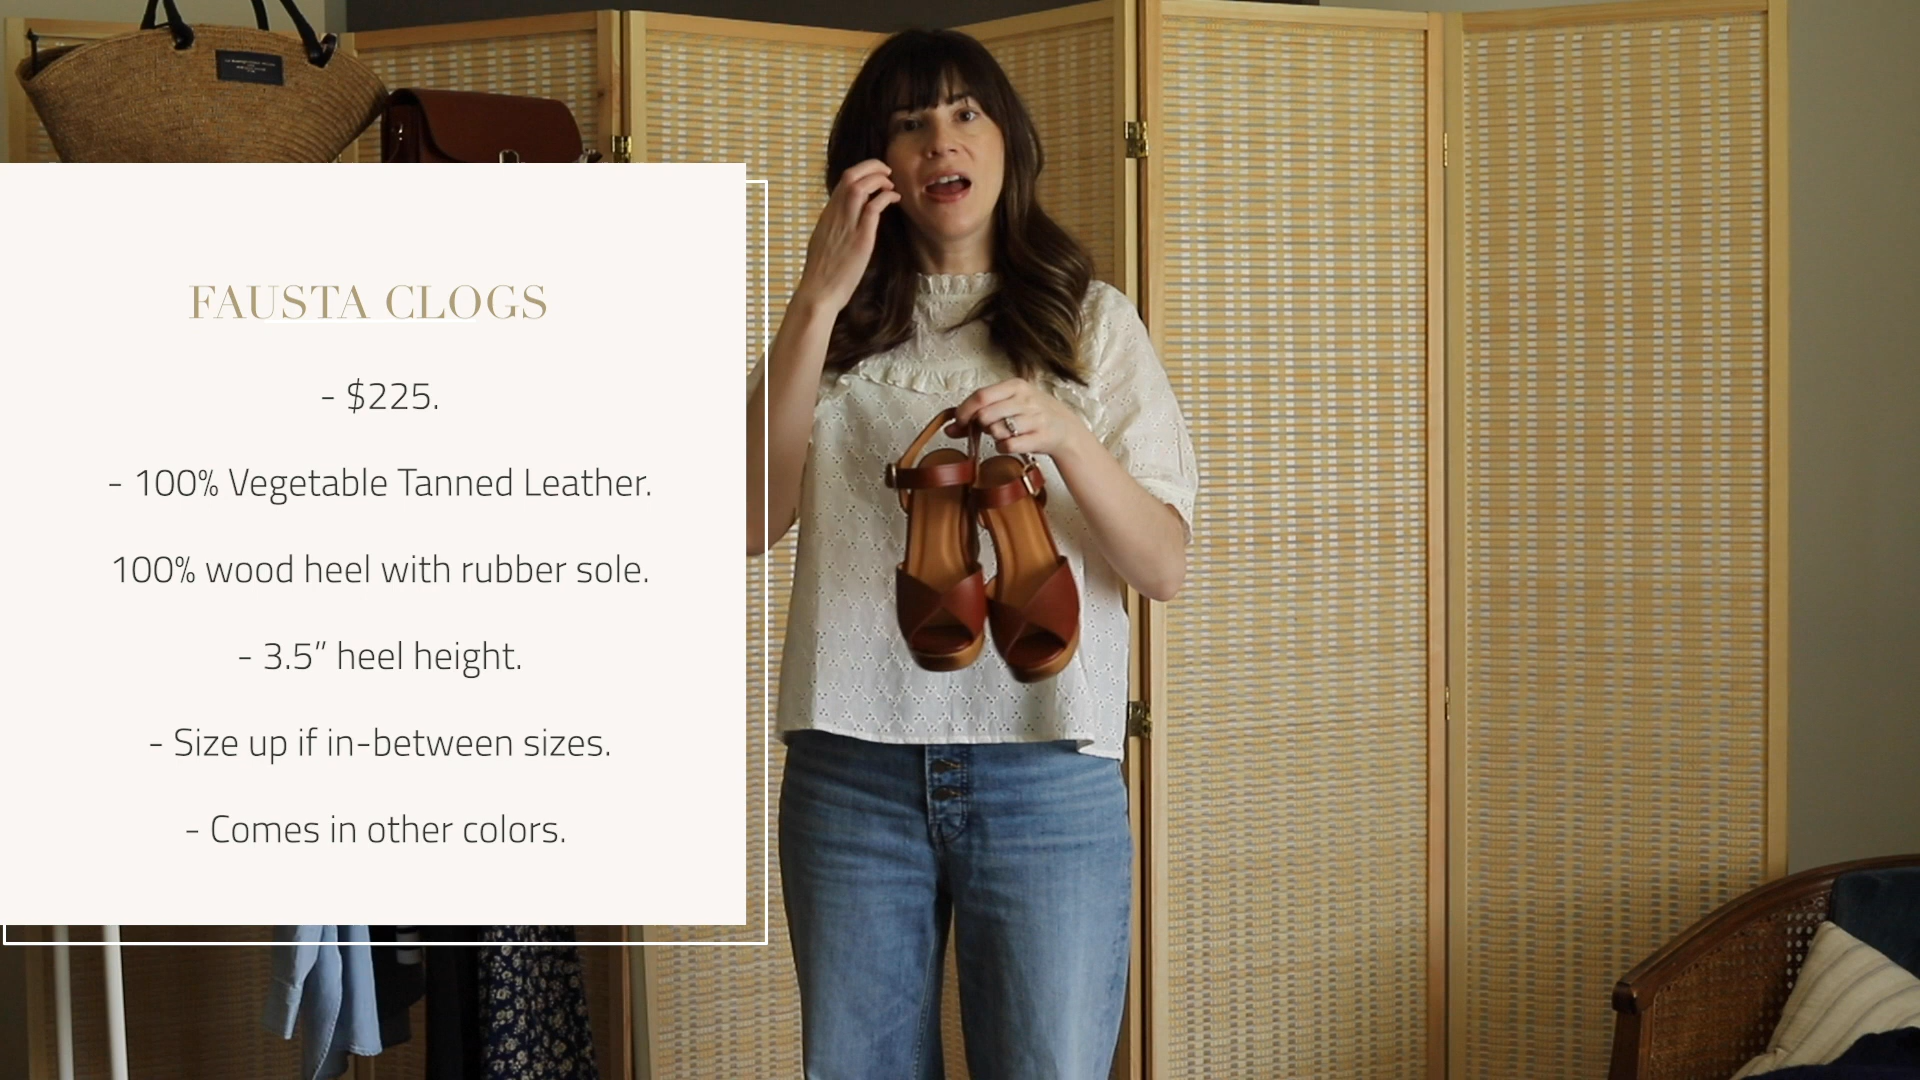 FAUSTA CLOGS
- $225.
- 100% Vegetable Tanned Leather.
100% wood heel with rubber sole.
- 3.5” heel height.
- Size up if in-between sizes.
- Comes in other colors.